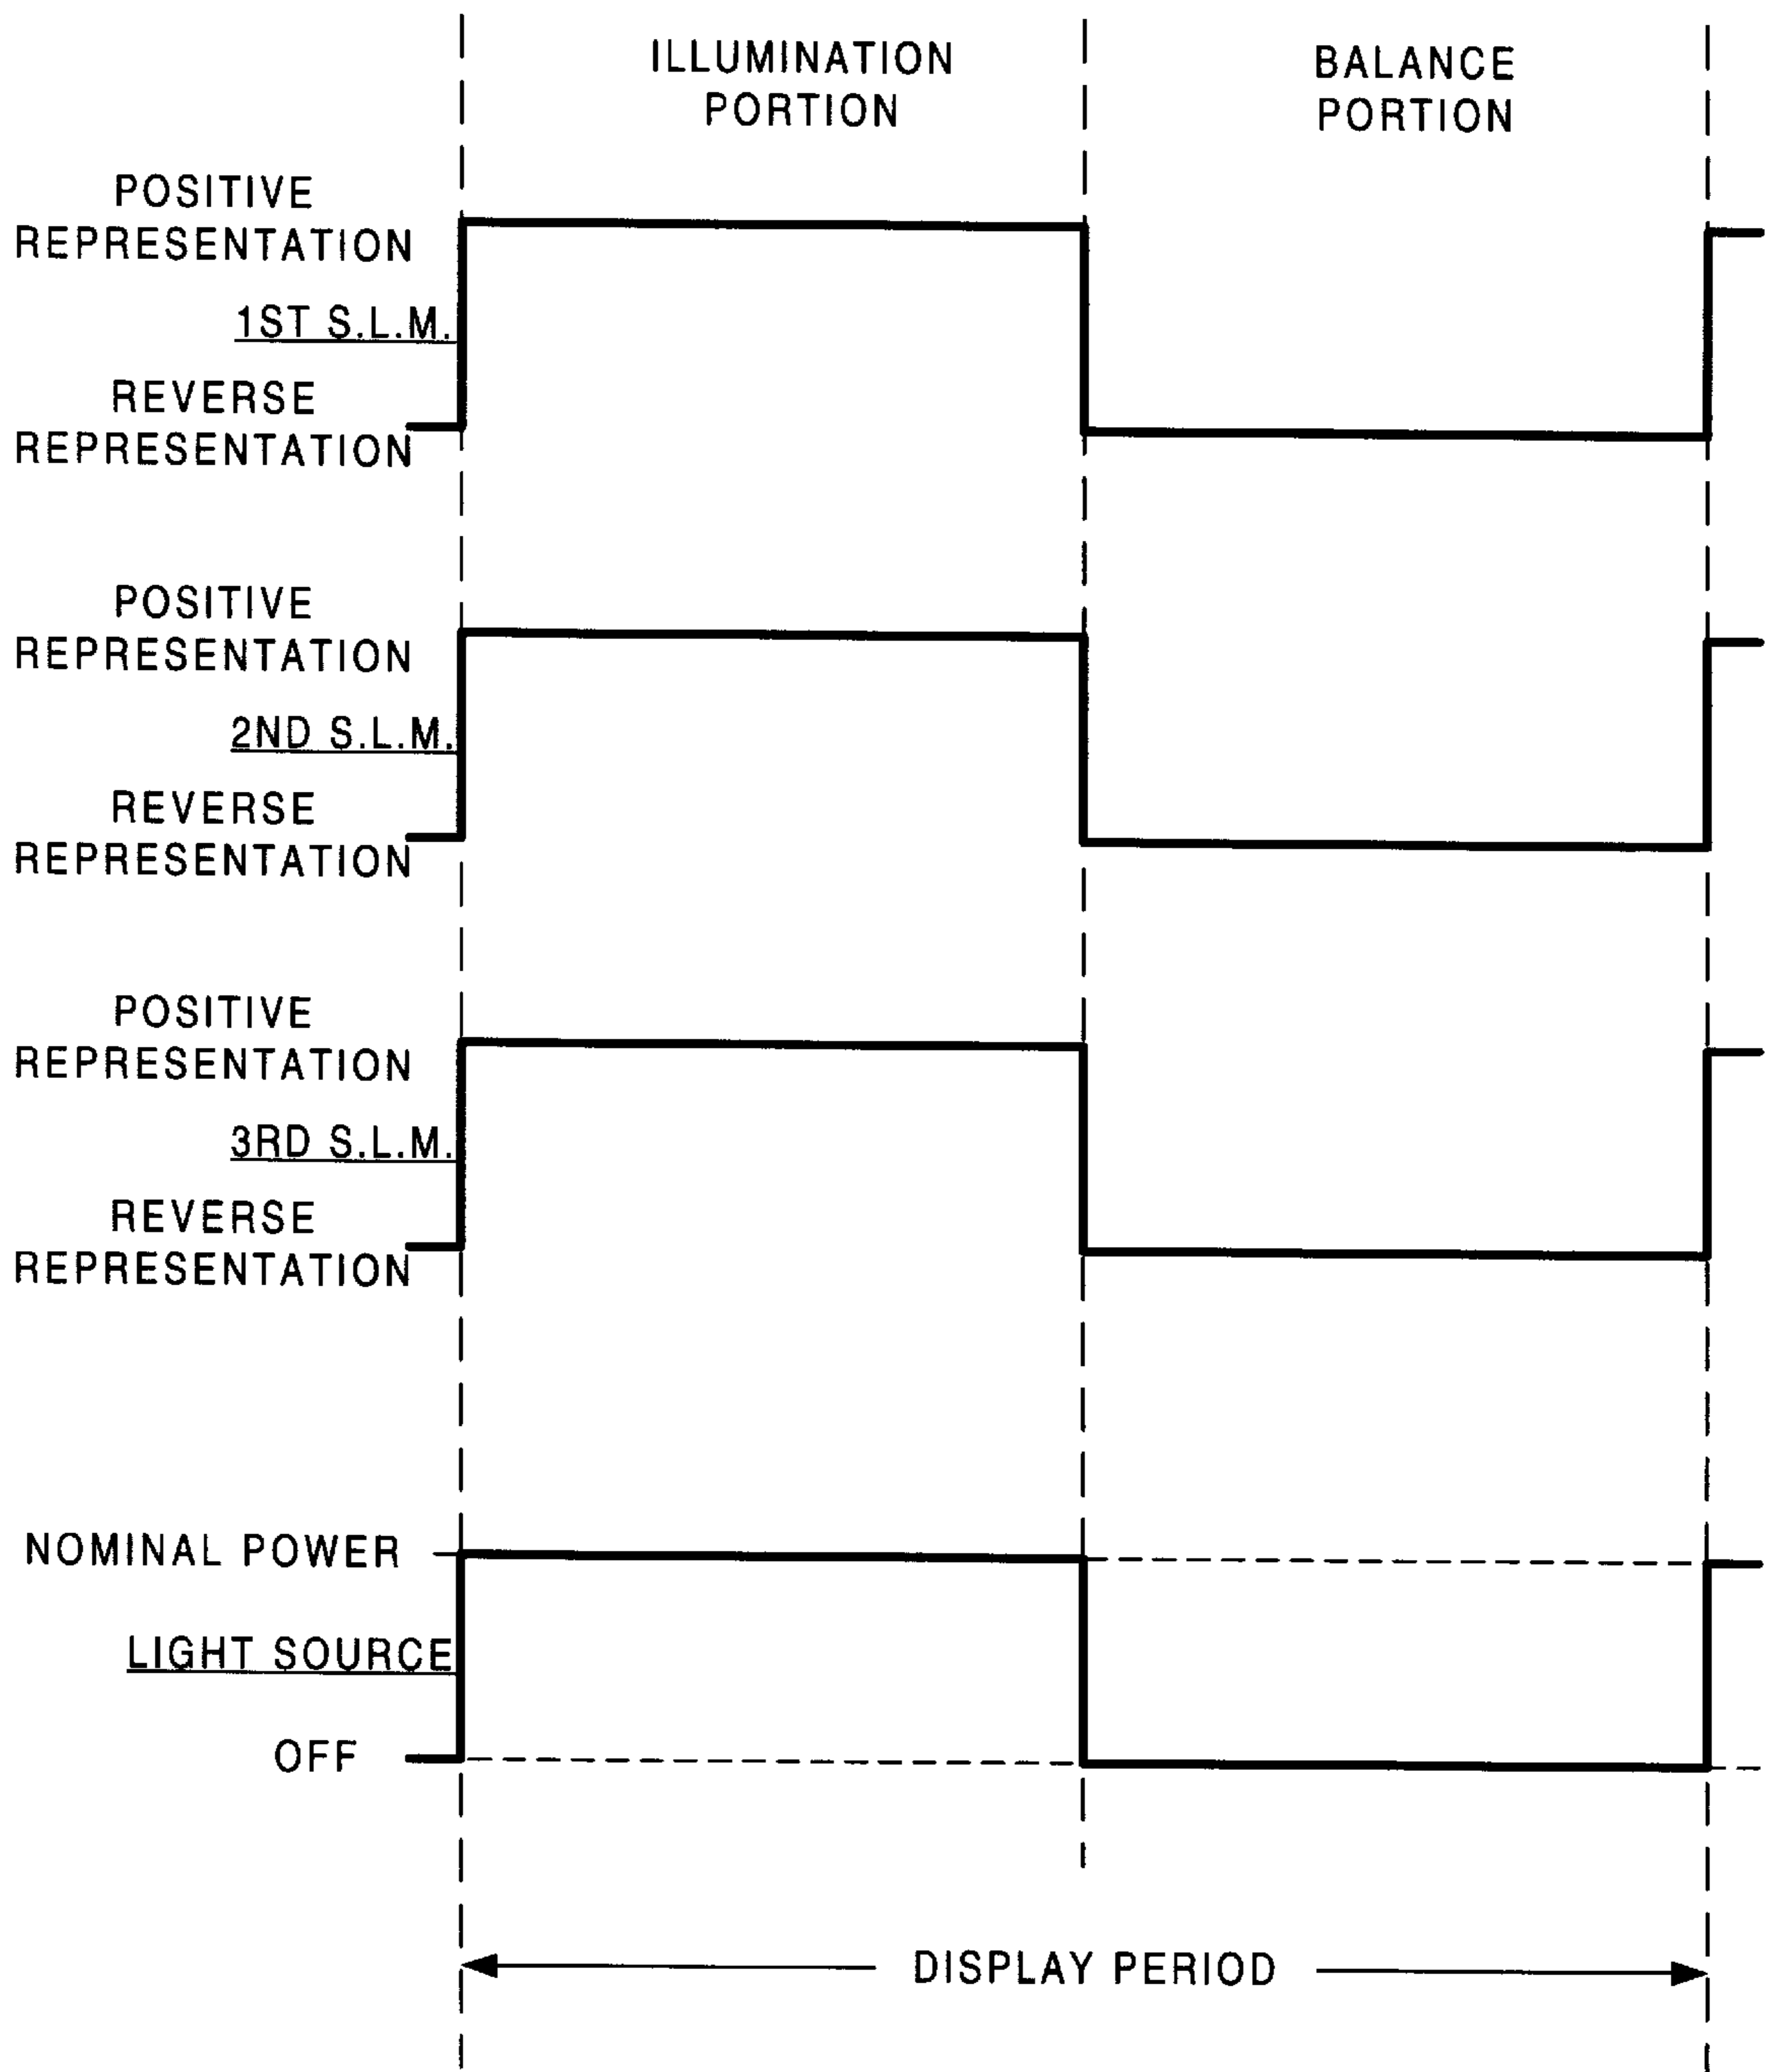 ILLUMINATION
PORTION
BALANCE
PORTION
POSITIVE
REPRESENTATION
1ST S.L.M.
REVERSE
REPRESENTATION
POSITIVE
REPRESENTATION
2ND S.L.M.
REVERSE
REPRESENTATION
POSITIVE
REPRESENTATION
3RD S.L.M.
REVERSE
REPRESENTATION
NOMINAL POWER
LIGHT SOURCE
OFF
DISPLAY PERIOD